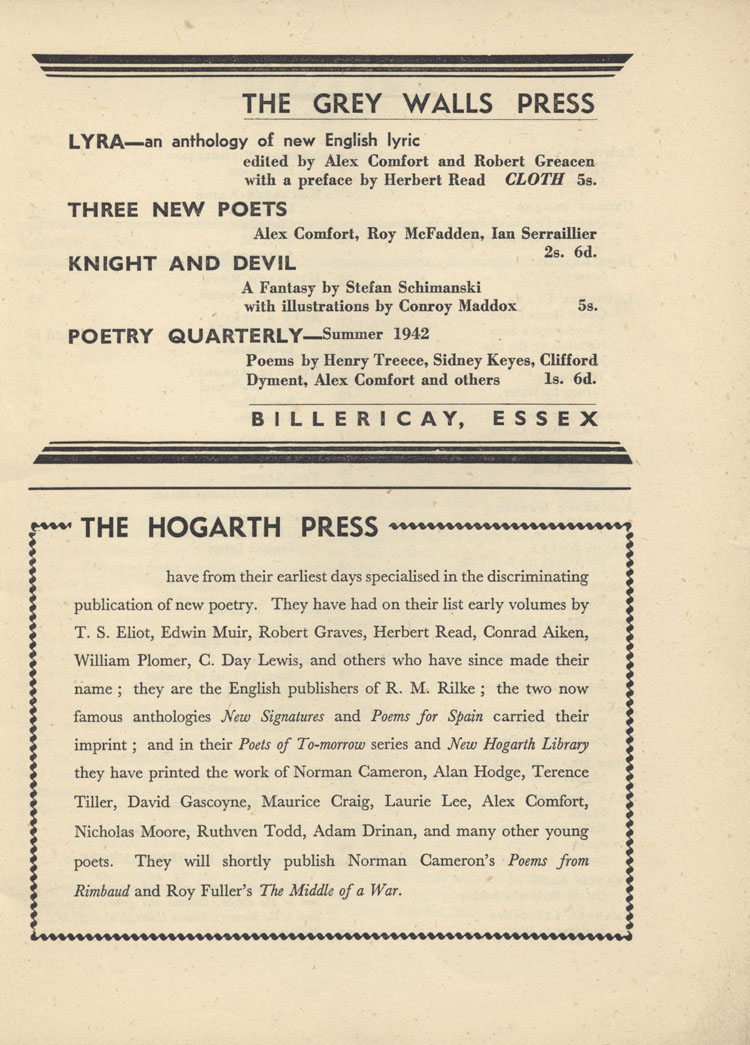 THE GREY WALLS PRESS
LYRA—an anthology of new English lyric
edited by Alex Comfort and Robert Greacen
with a preface by Herbert Read CLOTH 5s.
THREE NEW POETS
Alex Comfort, Roy McFadden, Ian Serraillier
2s. 6d.
KNIGHT AND DEVIL
A Fantasy by Stefan Schimanski
with illustrations by Conroy Maddox 5s.
POETRY QUARTERLY—Summer 1942
Poems by Henry Treece, Sidney Keyes, Clifford
Dyment, Alex Comfort and others 1s. 6d.
BILLERICAY, ESSEX
THE HOGARTH PRESS
have from their earliest days specialised in the discriminating
publication of new poetry. They have had on their list early volumes by
T. S. Eliot, Edwin Muir, Robert Graves, Herbert Read, Conrad Aiken,
William Plomer, C. Day Lewis, and others who have since made their
name ; they are the English publishers of R. M. Rilke ; the two now
famous anthologies New Signatures and Poems for Spain carried their
imprint ; and in their Poets of To-morrow series and New Hogarth Library
they have printed the work of Norman Cameron, Alan Hodge, Terence
Tiller, David Gascoyne, Maurice Craig, Laurie Lee, Alex Comfort,
Nicholas Moore, Ruthven Todd, Adam Drinan, and many other young
poets. They will shortly publish Norman Cameron's Poems from
Rimbaud and Roy Fuller's The Middle of a War.